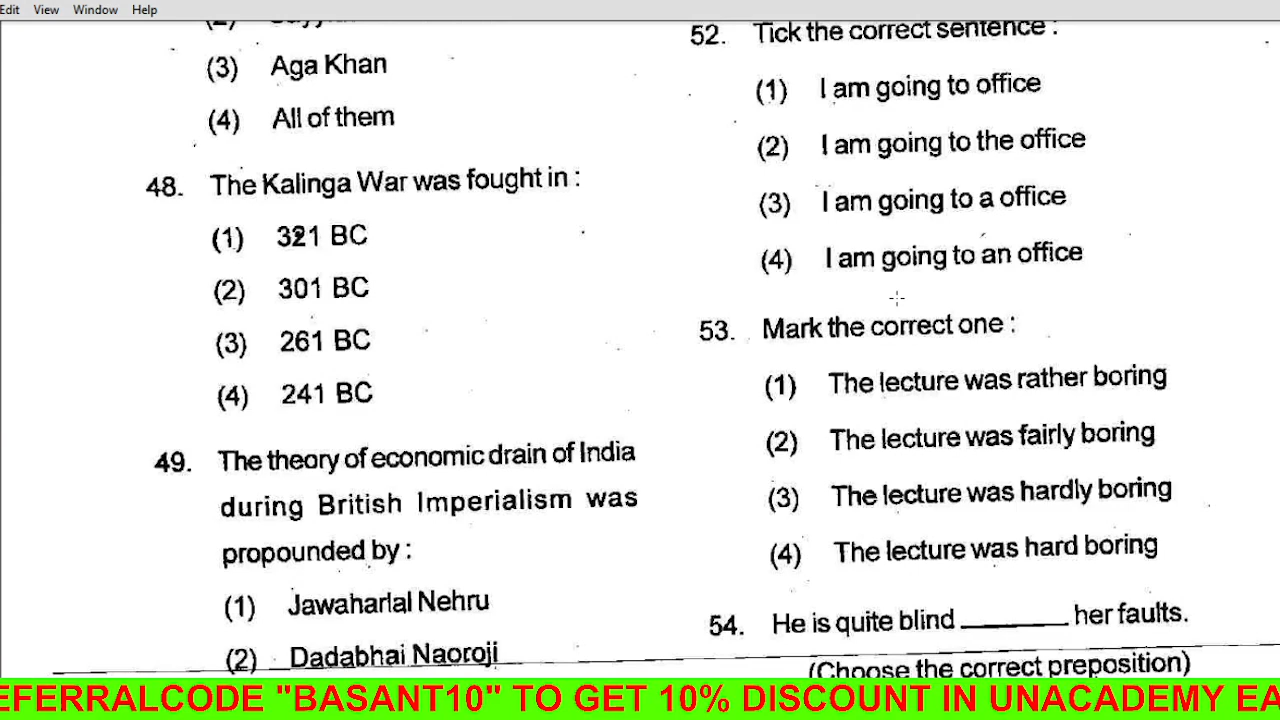 Edit View Window Help
(3) Aga Khan
(4) All of them
48. The Kalinga War was fought in :
(1) 321 BC
(2) 301 BC
(3) 261 BC
(4) 241 BC
49. The theory of economic drain of India
during British Imperialism was
propounded by :
(1) Jawaharlal Nehru
(2) Dadabhai Naoroji
52. Tick the correct sentence :
(1) I am going to office
(2) I am going to the office
(3) I am going to a office
(4) I am going to an office
53. Mark the correct one :
(1) The lecture was rather boring
(2) The lecture was fairly boring
(3) The lecture was hardly boring
(4) The lecture was hard boring
54. He is quite blind ________ her faults.
(Choose the correct preposition)
EFERRALCODE "BASANT10" TO GET 10% DISCOUNT IN UNACADEMY EA